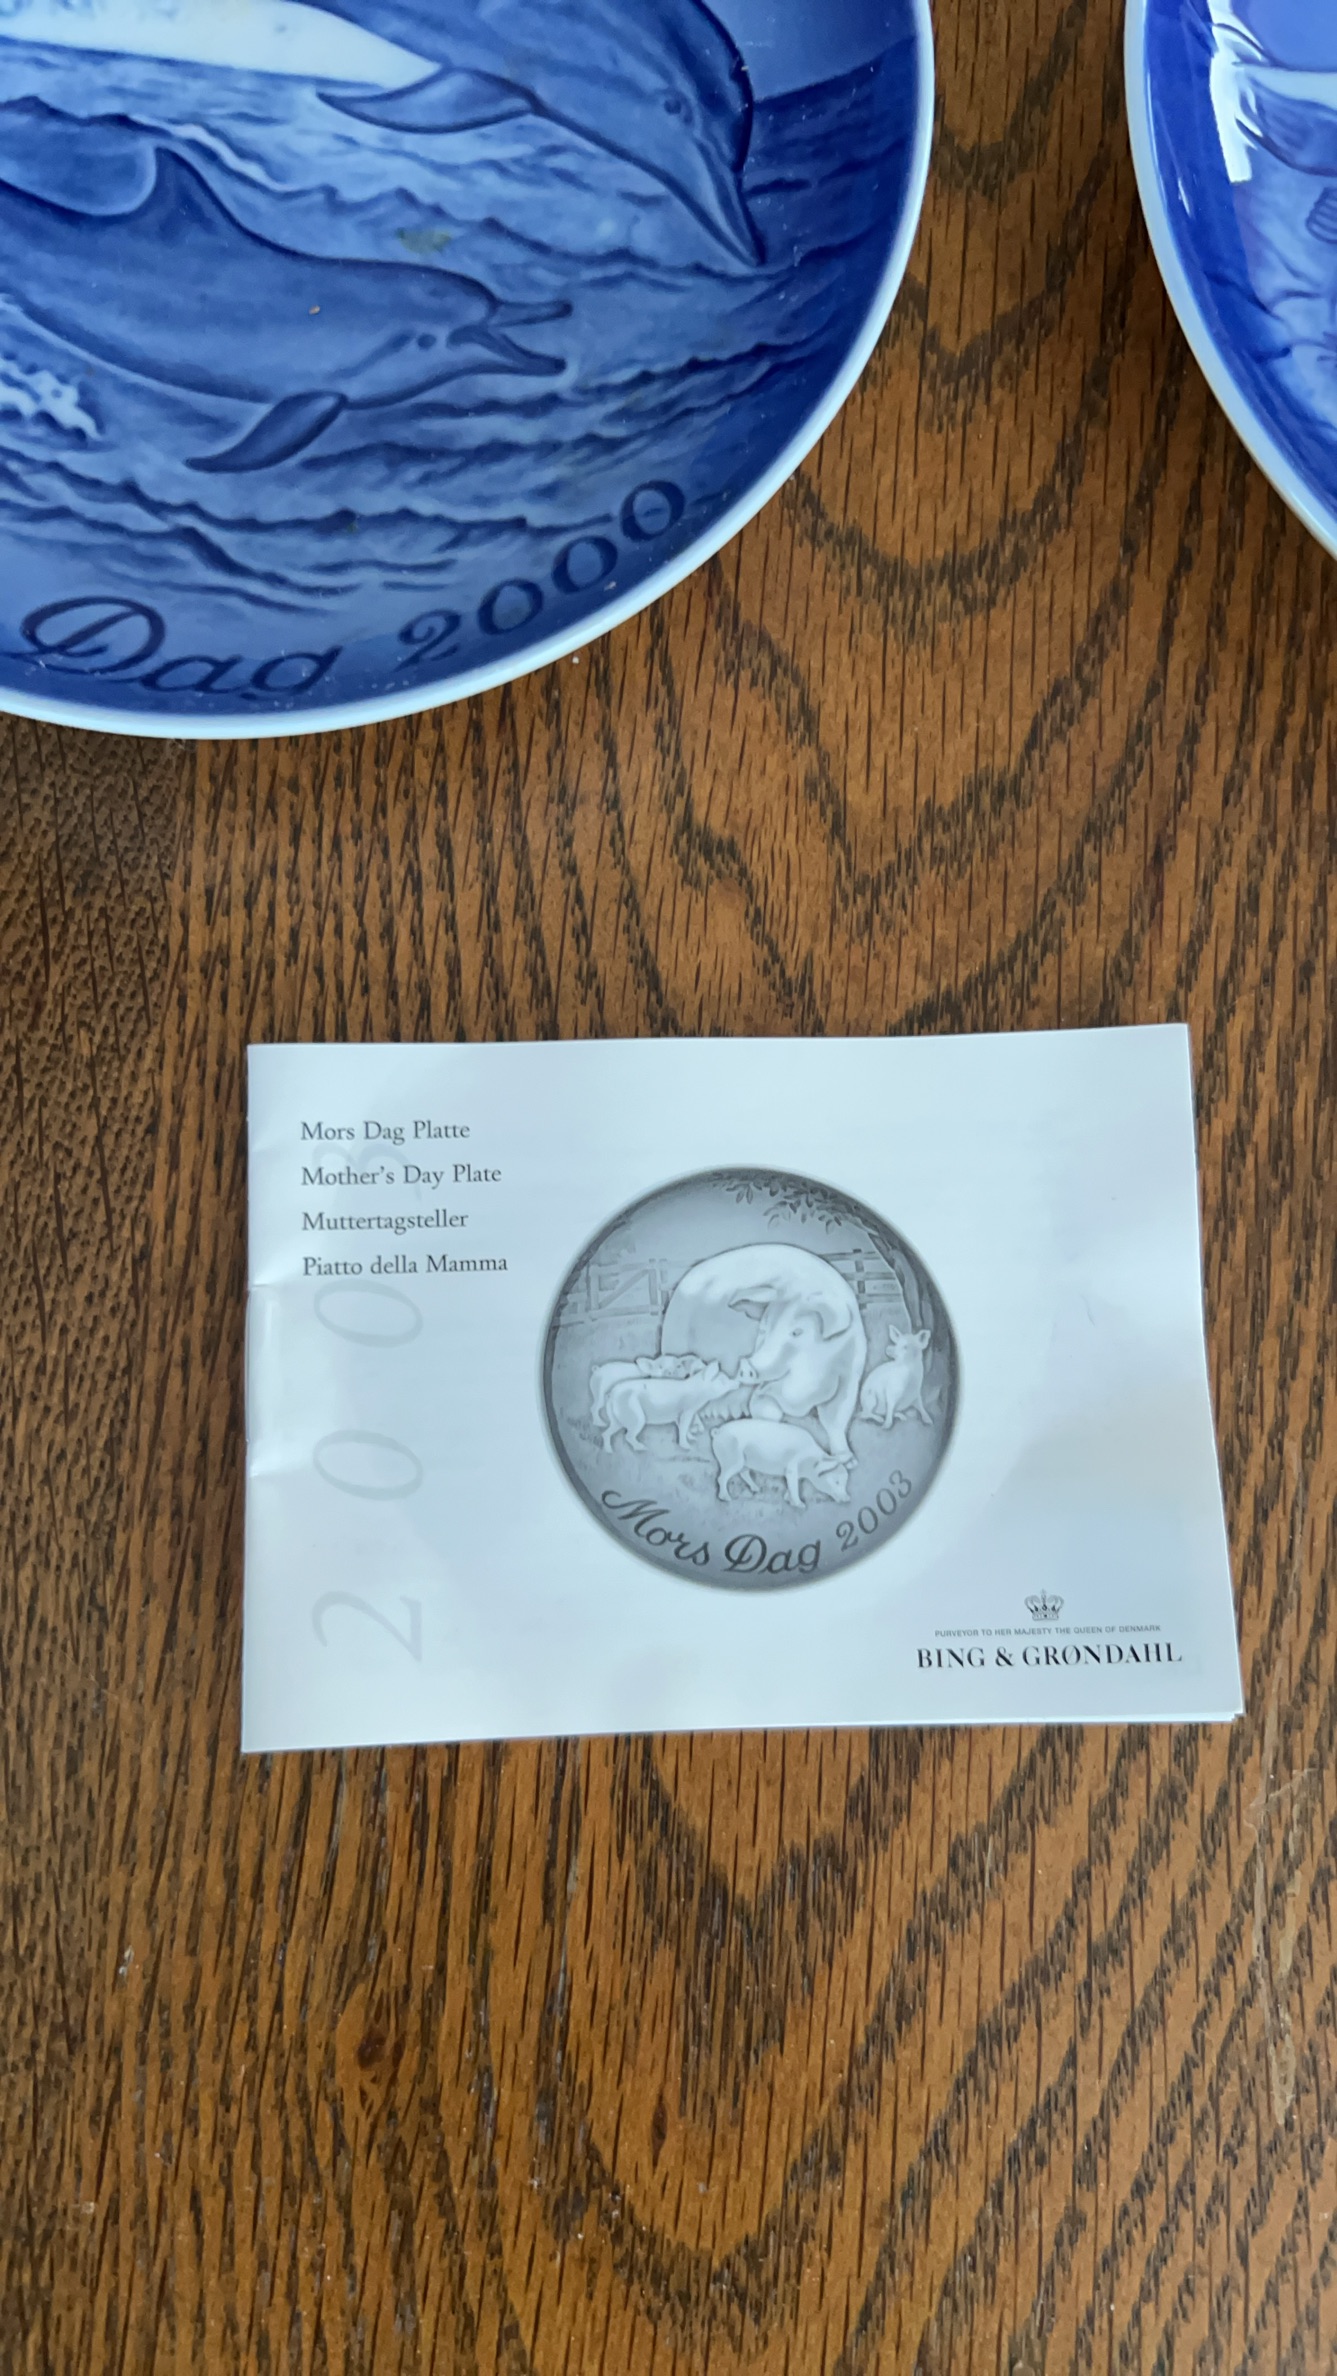 Dag 2000
Mors Dag Platte
Mother's Day Plate
Muttertagsteller
Piatto della Mamma
2003
Mors Dag 2003
PURVEYOR TO HER MAJESTY THE QUEEN OF DENMARK
BING & GRØNDAHL